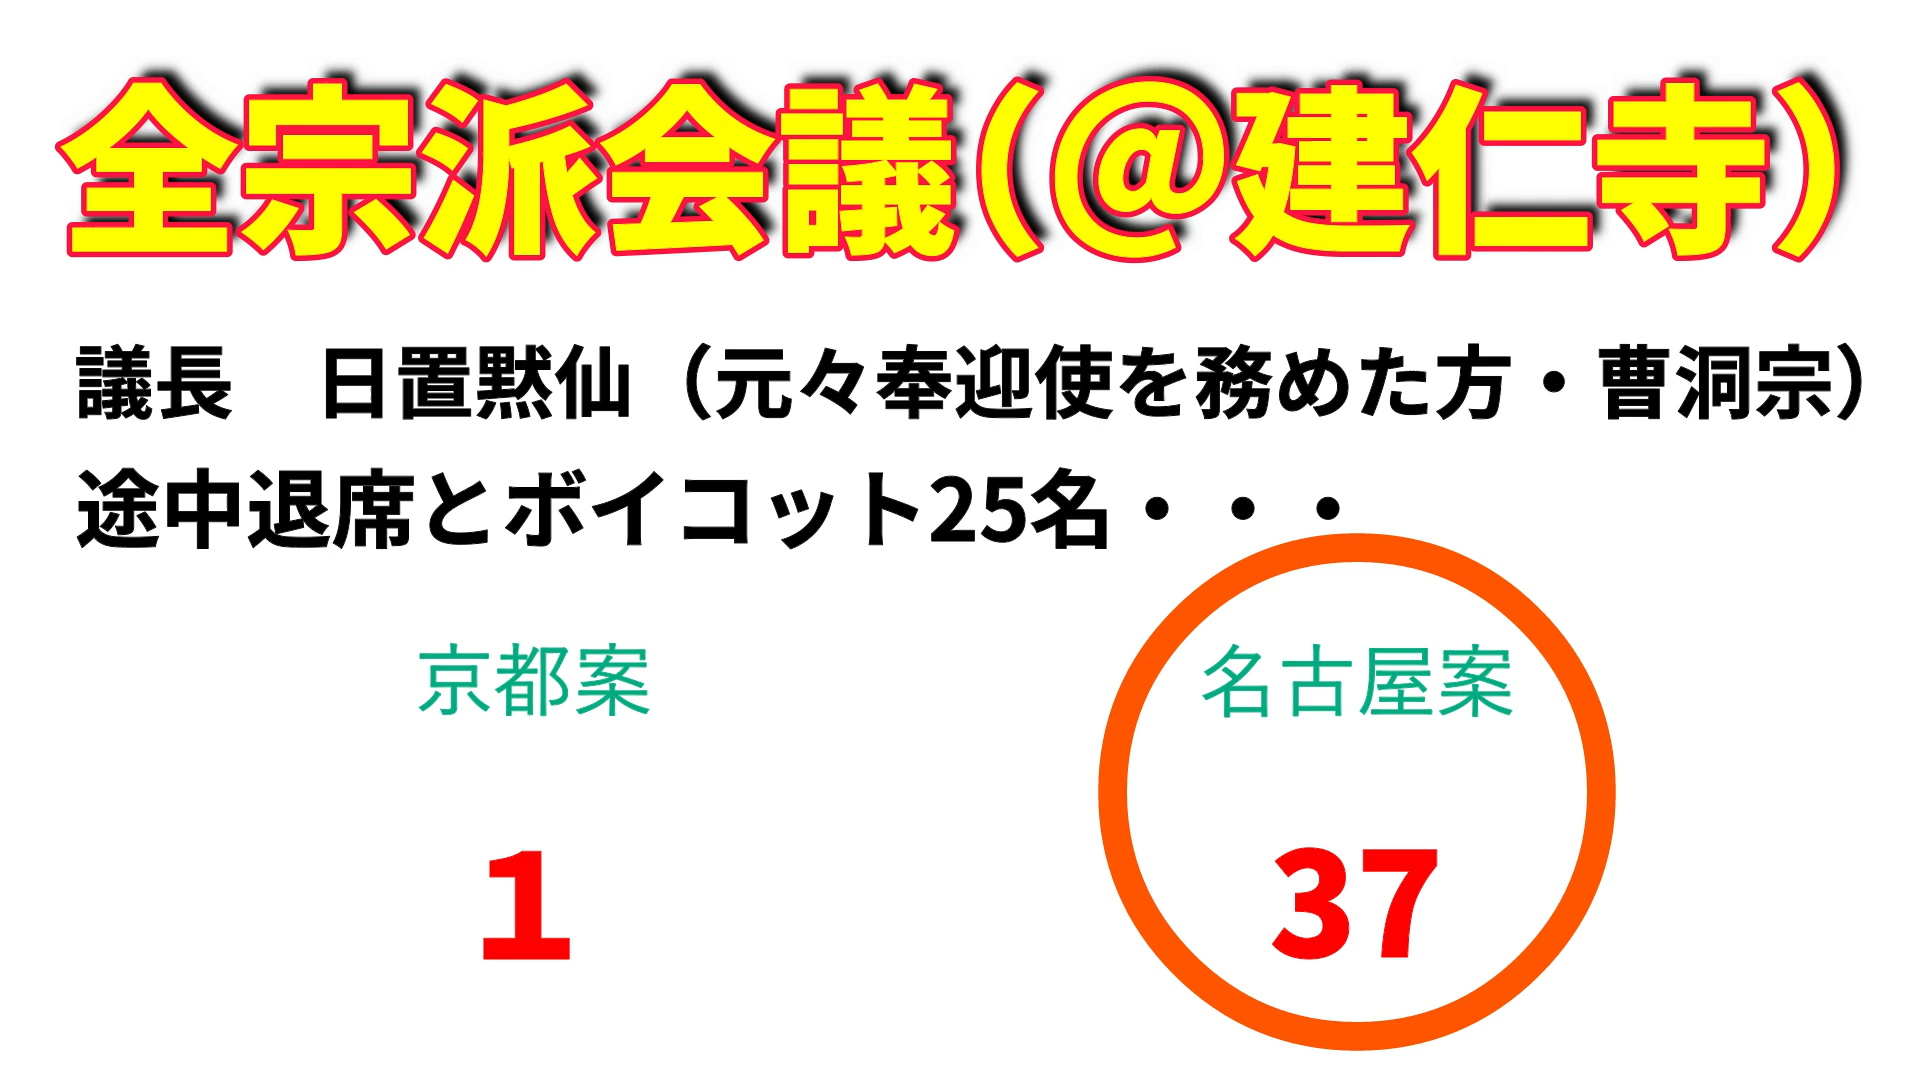 全宗派会議（＠建仁寺）
議長　日置黙仙（元々奉迎使を務めた方・曹洞宗）
途中退席とボイコット25名・・・
京都案
名古屋案
1
37